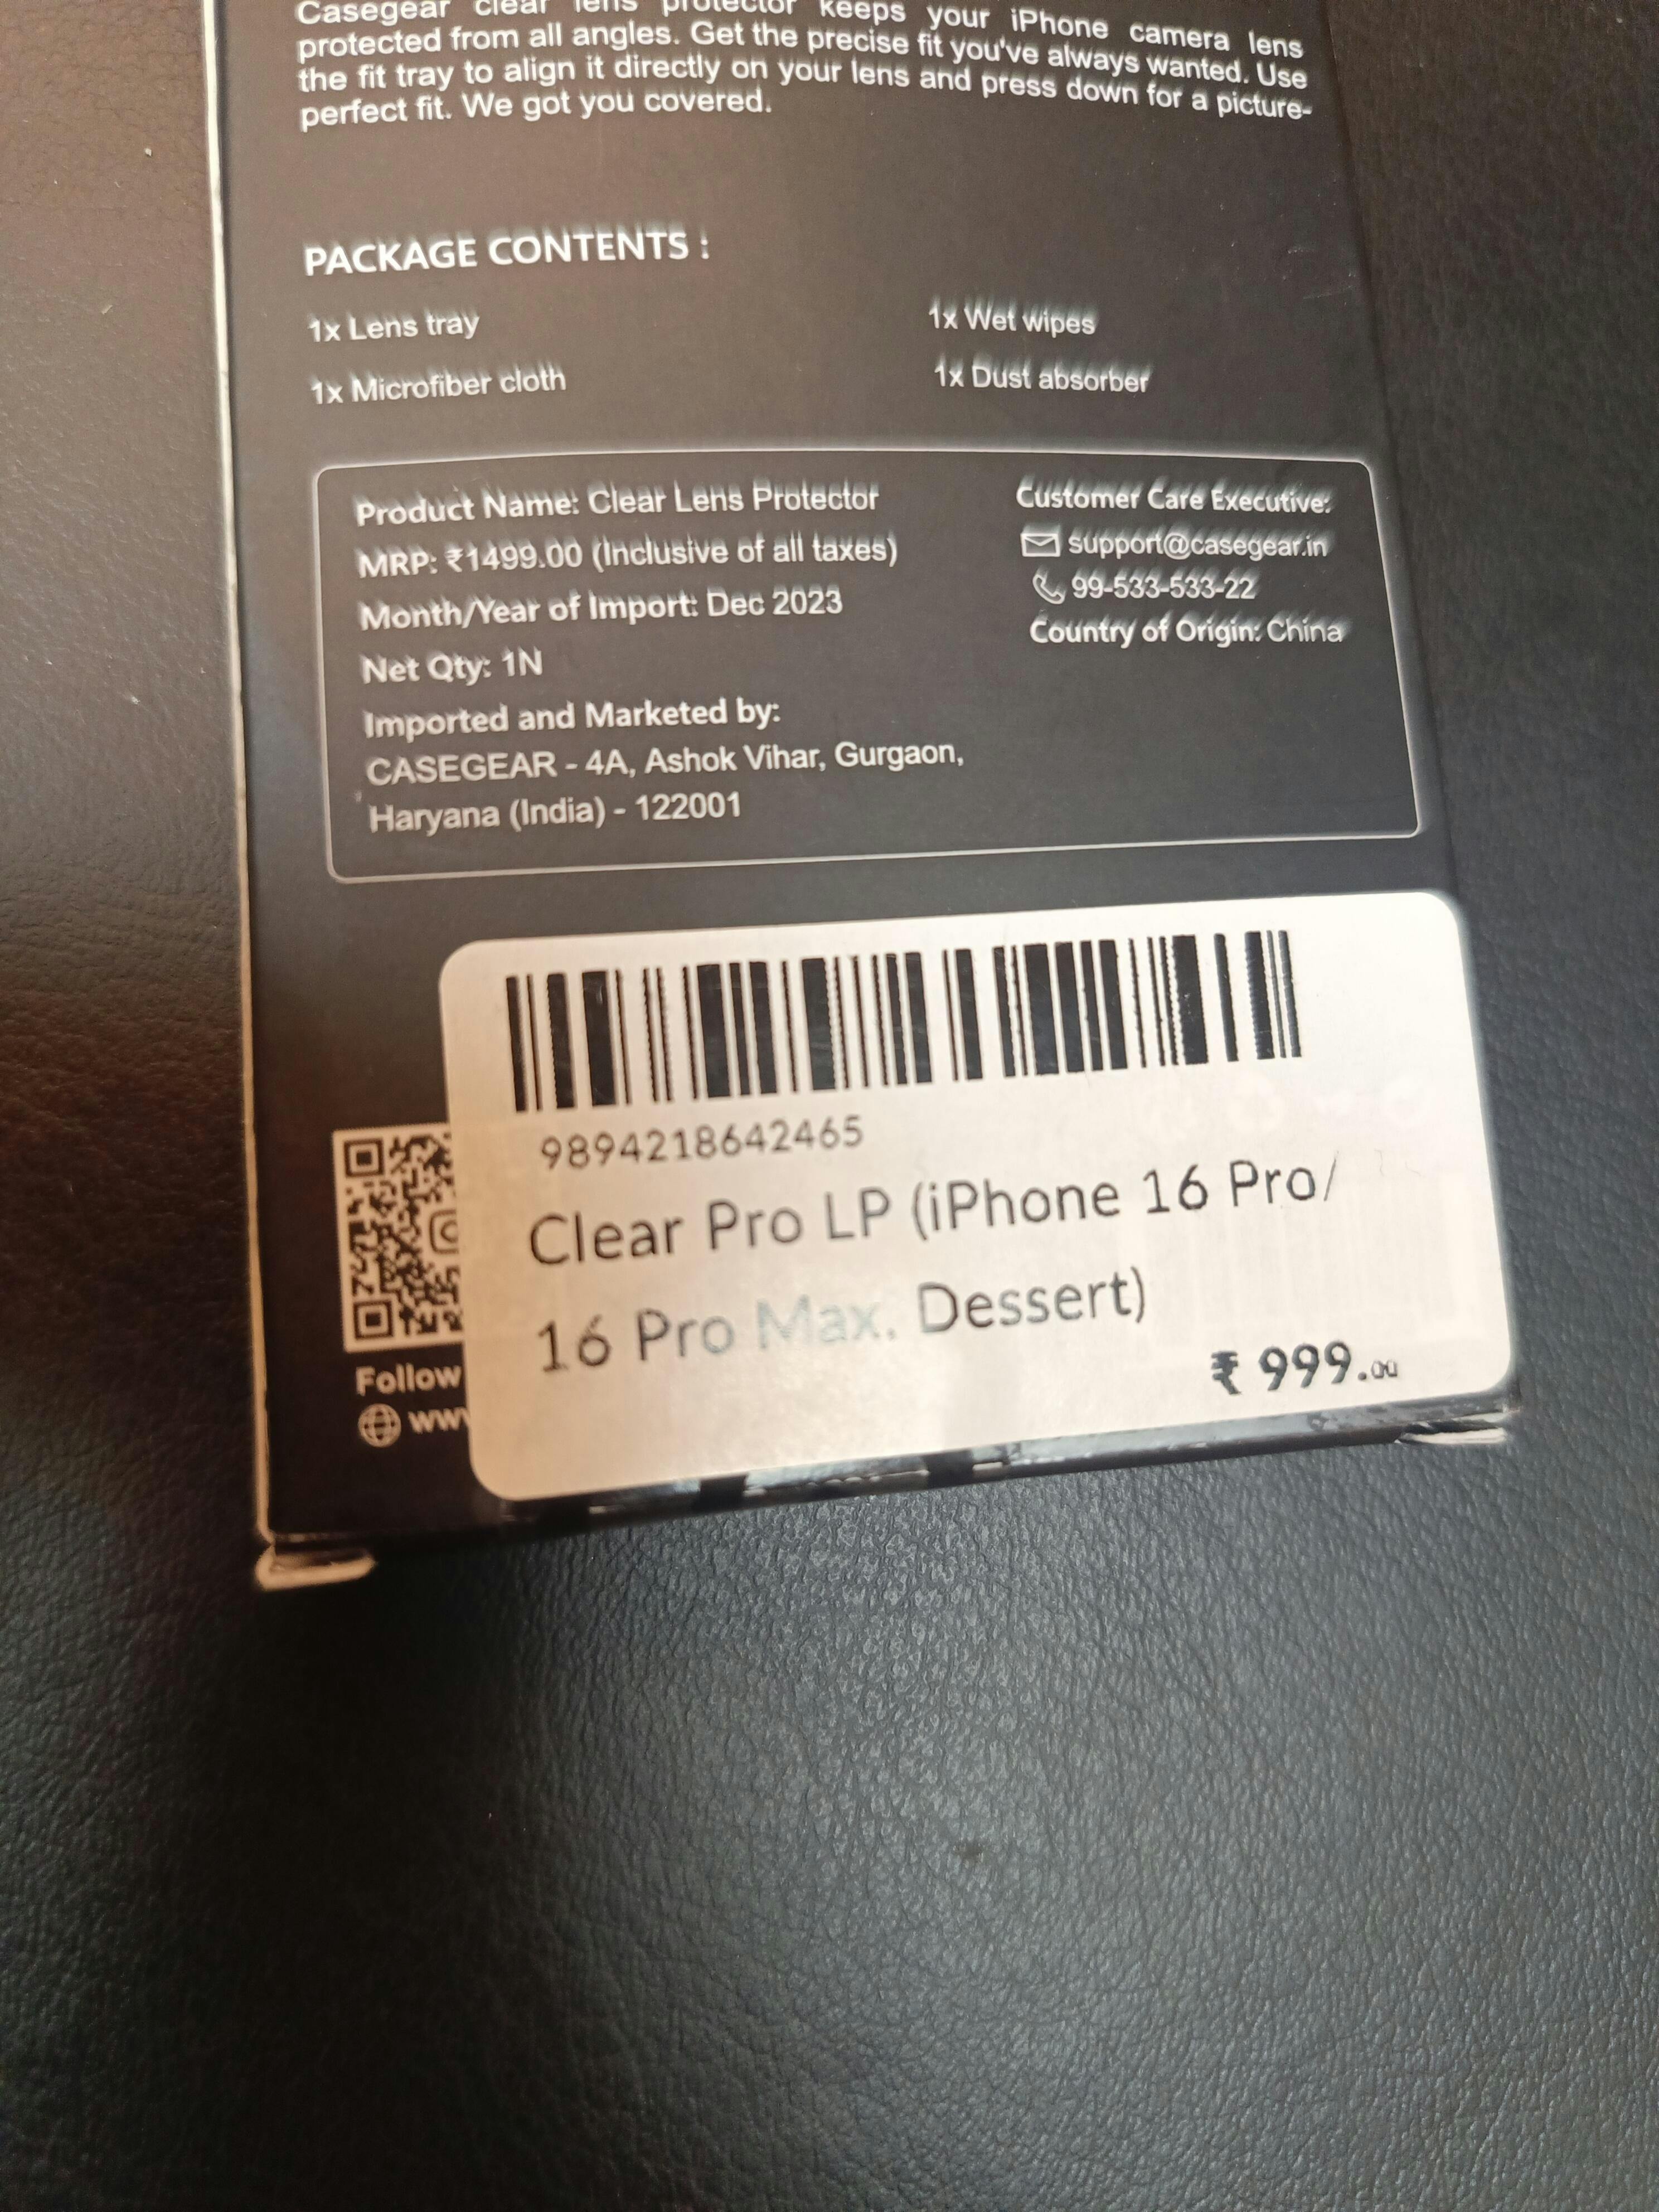 Casegear clear lens protector keeps your iPhone camera lens
protected from all angles. Get the precise fit you've always wanted. Use
the fit tray to align it directly on your lens and press down for a picture-
perfect fit. We got you covered.
PACKAGE CONTENTS :
1x Lens tray
1x Wet wipes
1x Microfiber cloth
1x Dust absorber
Product Name: Clear Lens Protector
MRP: ₹1499.00 (Inclusive of all taxes)
Month/Year of Import: Dec 2023
Net Qty: 1N
Imported and Marketed by:
CASEGEAR - 4A, Ashok Vihar, Gurgaon,
Haryana (India) - 122001
Customer Care Executive:
support@casegear.in
99-533-533-22
Country of Origin: China
9894218642465
Clear Pro LP (iPhone 16 Pro/
16 Pro Max, Dessert)
₹ 999.00
Follow